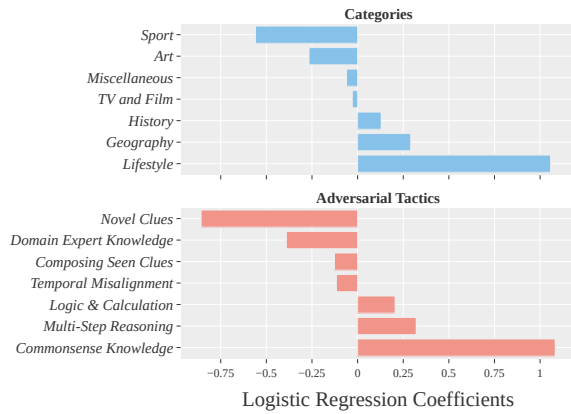 Categories
Sport
Art
Miscellaneous
TV and Film
History
Geography
Lifestyle
Adversarial Tactics
Novel Clues
Domain Expert Knowledge
Composing Seen Clues
Temporal Misalignment
Logic & Calculation
Multi-Step Reasoning
Commonsense Knowledge
−0.75 −0.5 −0.25 0 0.25 0.5 0.75 1
Logistic Regression Coefficients